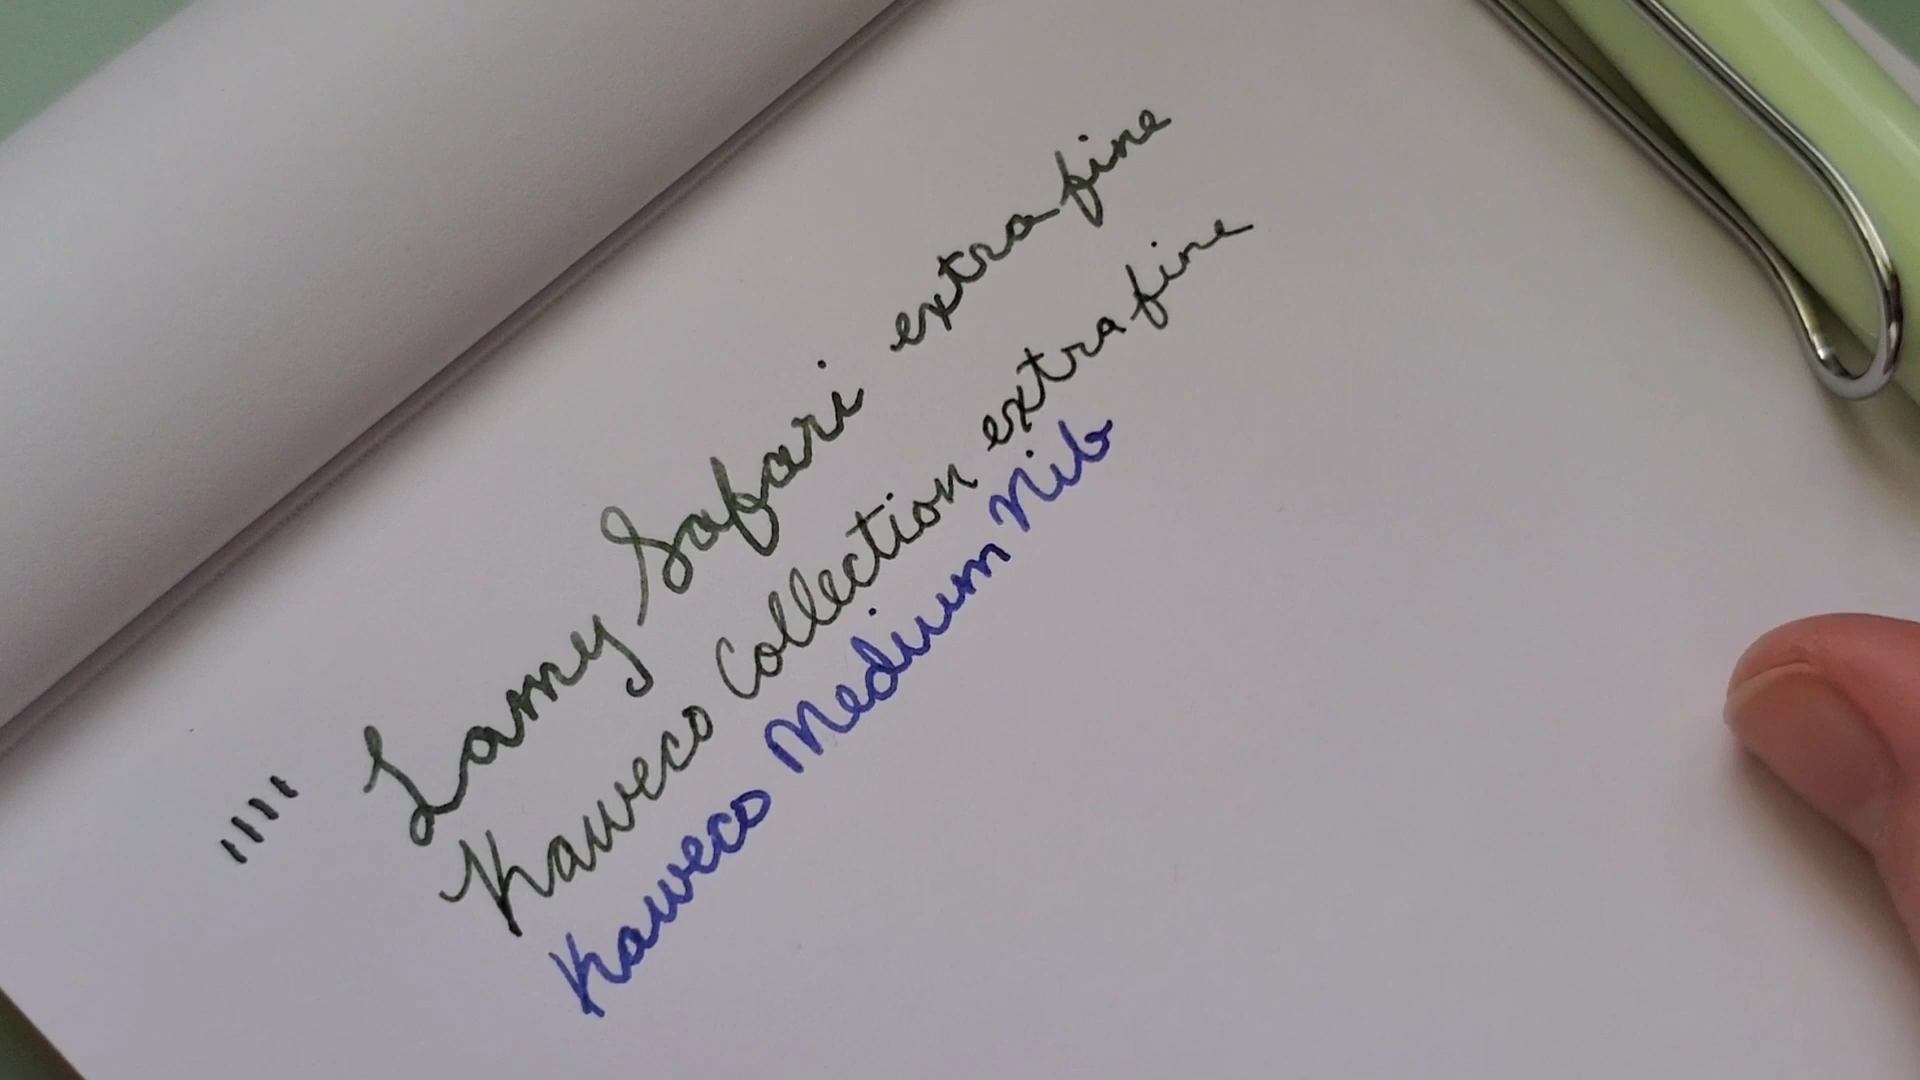 Lamy Safari extra fine
Kaweco Collection extra fine
Kaweco Medium Nib